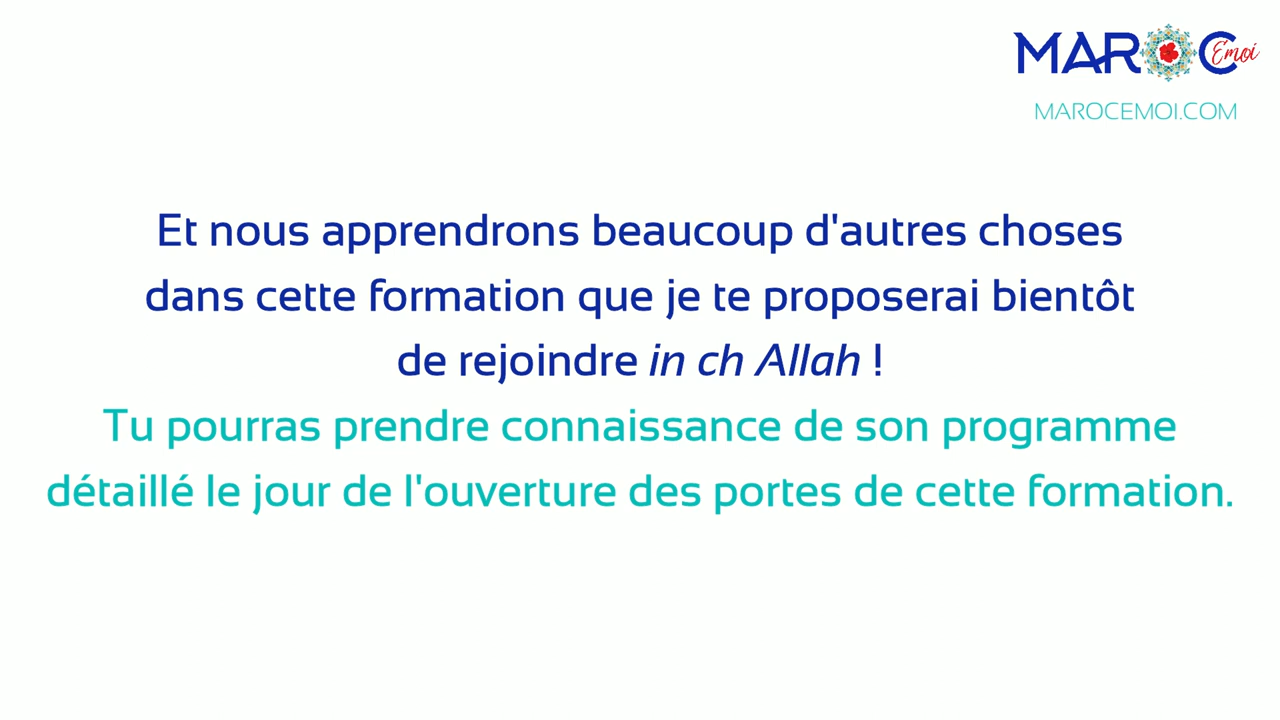 MAROC Emoi
MAROCEMOI.COM
Et nous apprendrons beaucoup d'autres choses
dans cette formation que je te proposerai bientôt
de rejoindre in ch Allah !
Tu pourras prendre connaissance de son programme
détaillé le jour de l'ouverture des portes de cette formation.